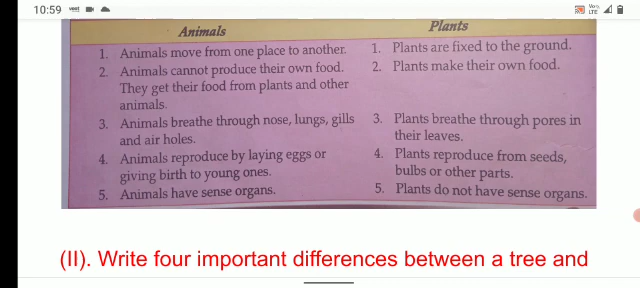 10:59
Animals Plants
1. Animals move from one place to another. 1. Plants are fixed to the ground.
2. Animals cannot produce their own food. 2. Plants make their own food.
They get their food from plants and other
animals.
3. Animals breathe through nose, lungs, gills 3. Plants breathe through pores in
and air holes. their leaves.
4. Animals reproduce by laying eggs or 4. Plants reproduce from seeds,
giving birth to young ones. bulbs or other parts.
5. Animals have sense organs. 5. Plants do not have sense organs.
(II). Write four important differences between a tree and